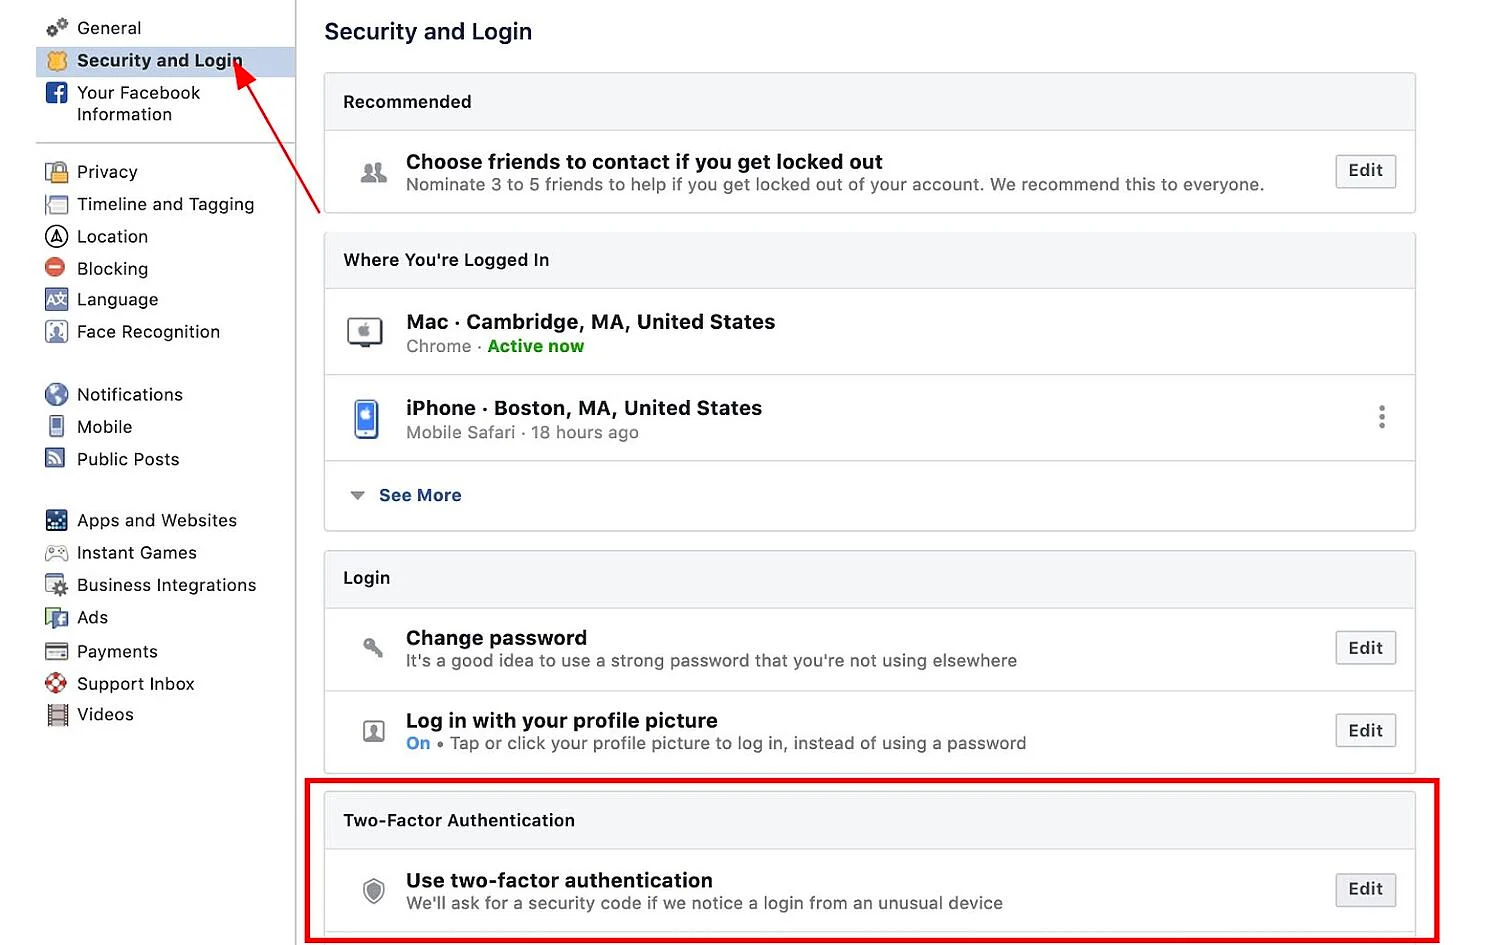 General
Security and Login
Your Facebook
Information
Privacy
Timeline and Tagging
Location
Blocking
Language
Face Recognition
Notifications
Mobile
Public Posts
Apps and Websites
Instant Games
Business Integrations
Ads
Payments
Support Inbox
Videos
Security and Login
Recommended
Choose friends to contact if you get locked out
Nominate 3 to 5 friends to help if you get locked out of your account. We recommend this to everyone.
Edit
Where You're Logged In
Mac · Cambridge, MA, United States
Chrome · Active now
iPhone · Boston, MA, United States
Mobile Safari · 18 hours ago
See More
Login
Change password
It's a good idea to use a strong password that you're not using elsewhere
Edit
Log in with your profile picture
On • Tap or click your profile picture to log in, instead of using a password
Edit
Two-Factor Authentication
Use two-factor authentication
We'll ask for a security code if we notice a login from an unusual device
Edit